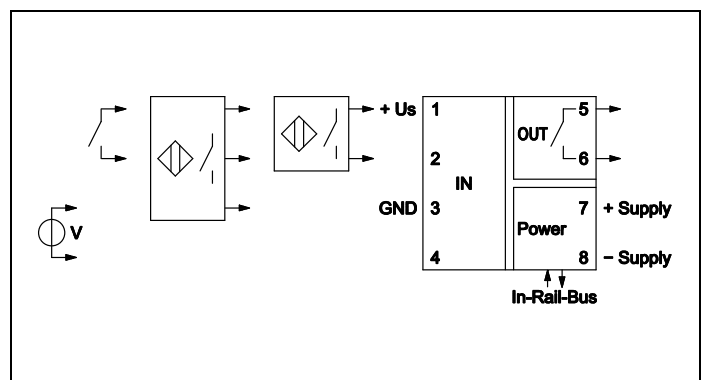 + Us 1 5
OUT
2 6
IN
GND 3 7 + Supply
V Power
4 8 – Supply
In-Rail-Bus